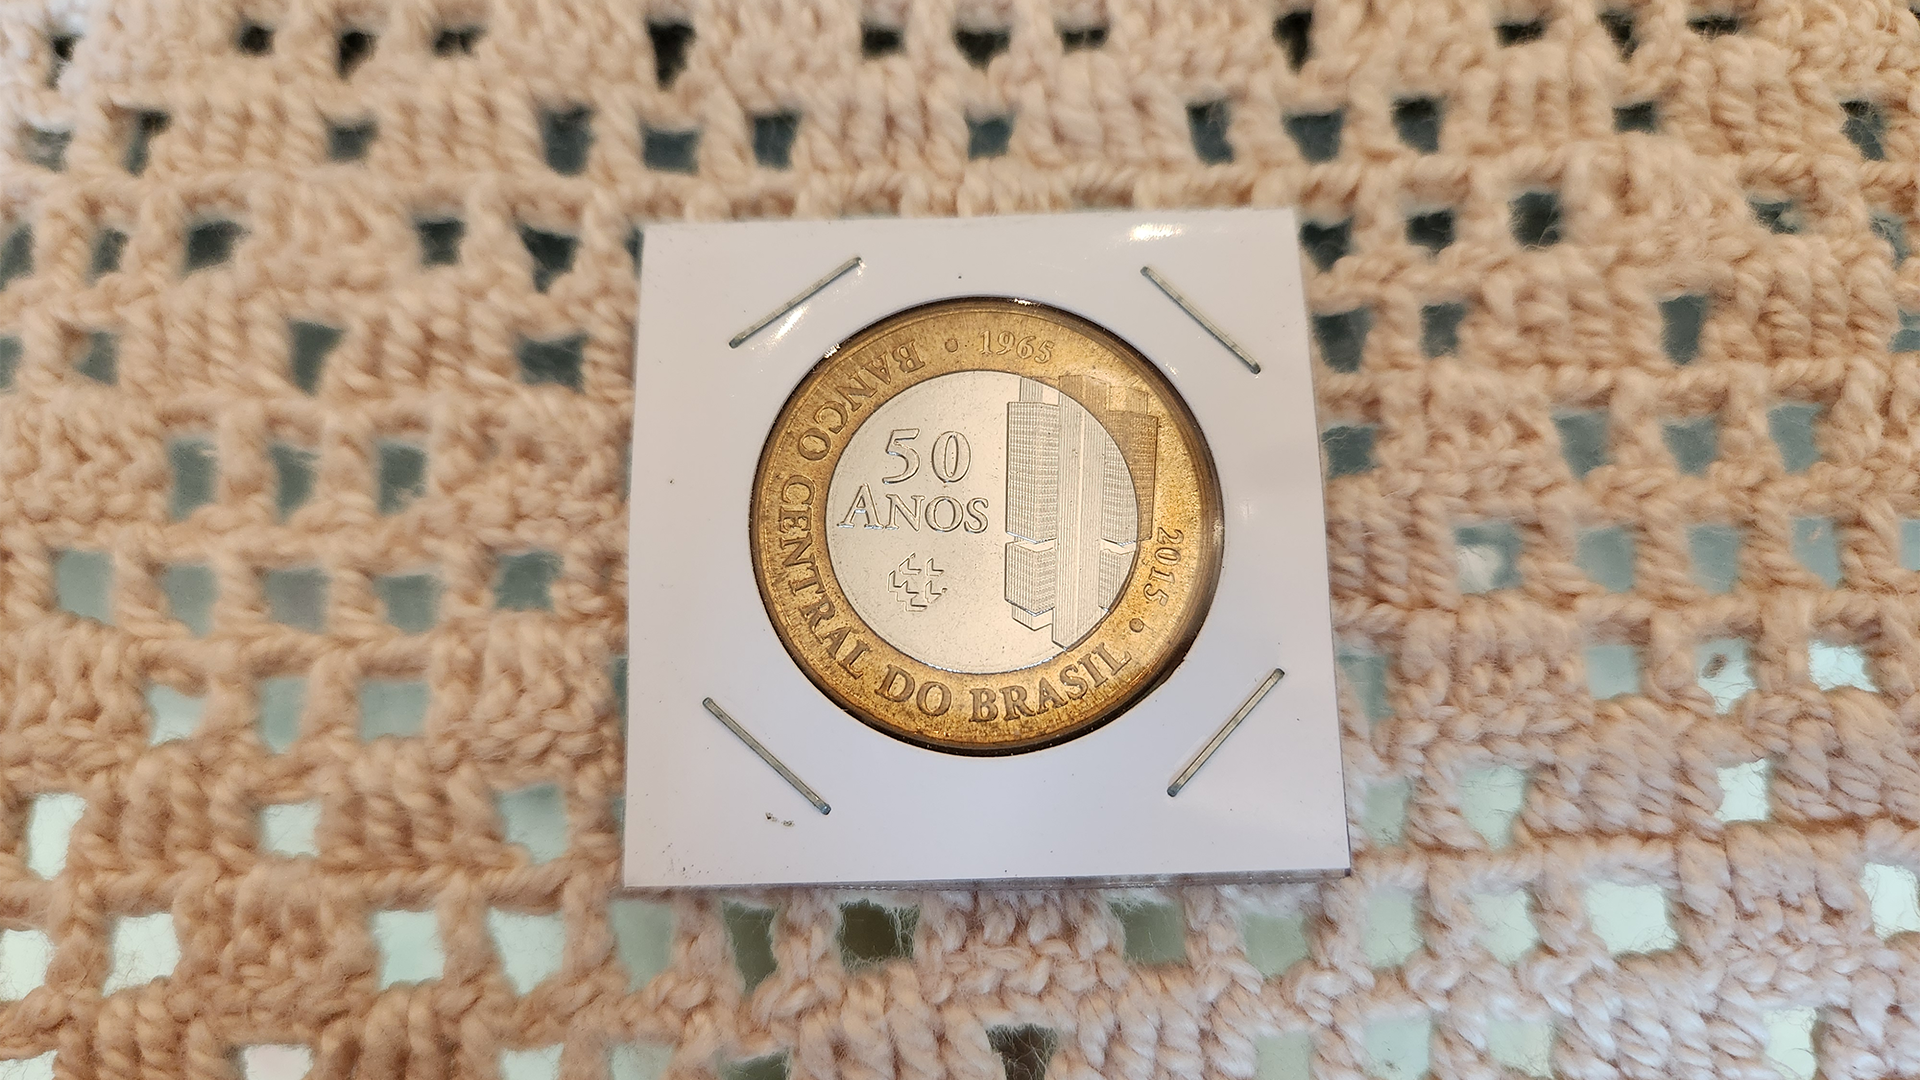 50
ANOS
BANCO CENTRAL DO BRASIL
1965
2015